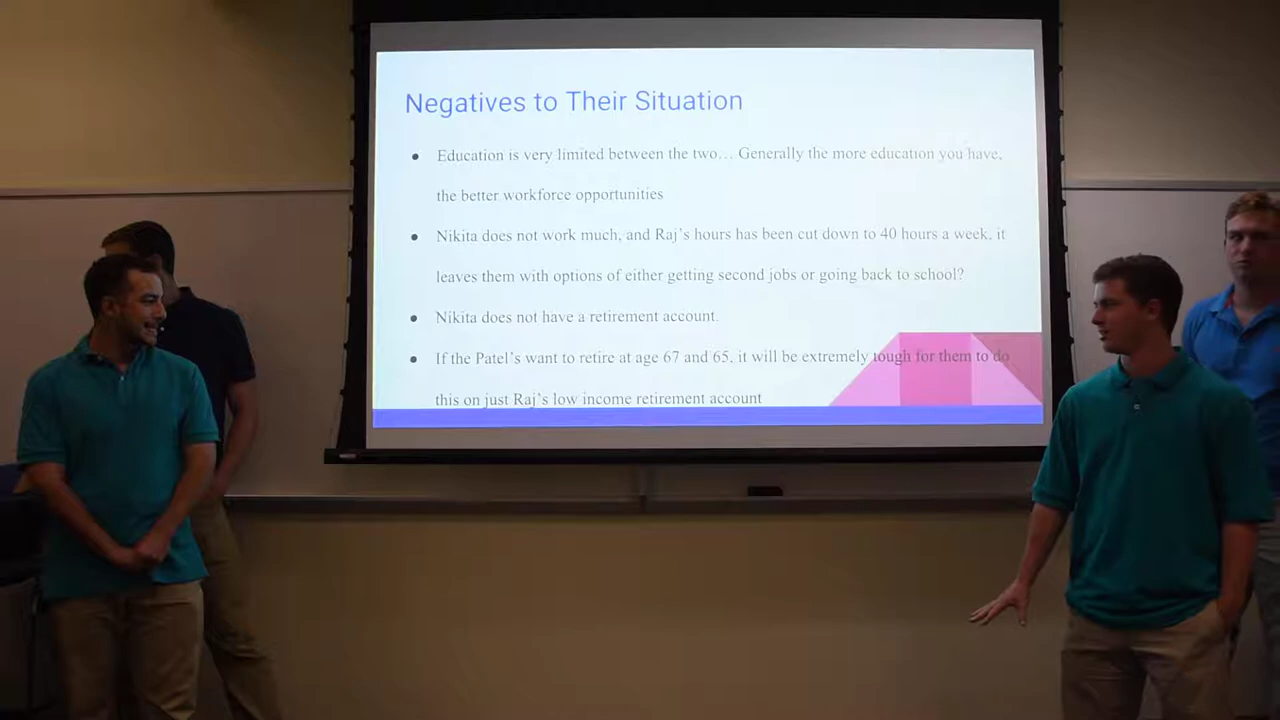 Negatives to Their Situation
● Education is very limited between the two… Generally the more education you have,
the better workforce opportunities
● Nikita does not work much, and Raj's hours has been cut down to 40 hours a week, it
leaves them with options of either getting second jobs or going back to school?
● Nikita does not have a retirement account.
● If the Patel's want to retire at age 67 and 65, it will be extremely tough for them to do
this on just Raj's low income retirement account